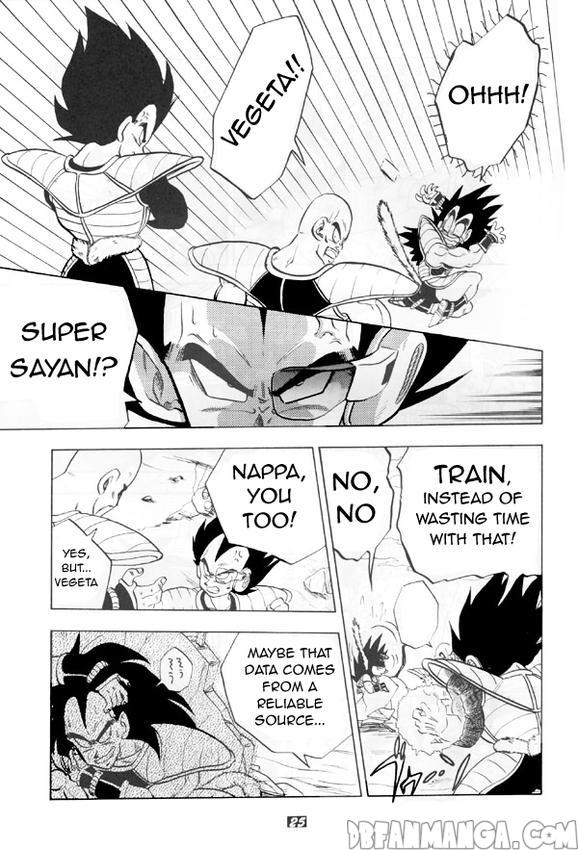 OHHH!
VEGETA!!
SUPER
SAYAN!?
TRAIN,
INSTEAD OF
WASTING TIME
WITH THAT!
NO,
NO
NAPPA,
YOU
TOO!
YES,
BUT...
VEGETA
MAYBE THAT
DATA COMES
FROM A
RELIABLE
SOURCE...
25
DBFANMANGA.COM